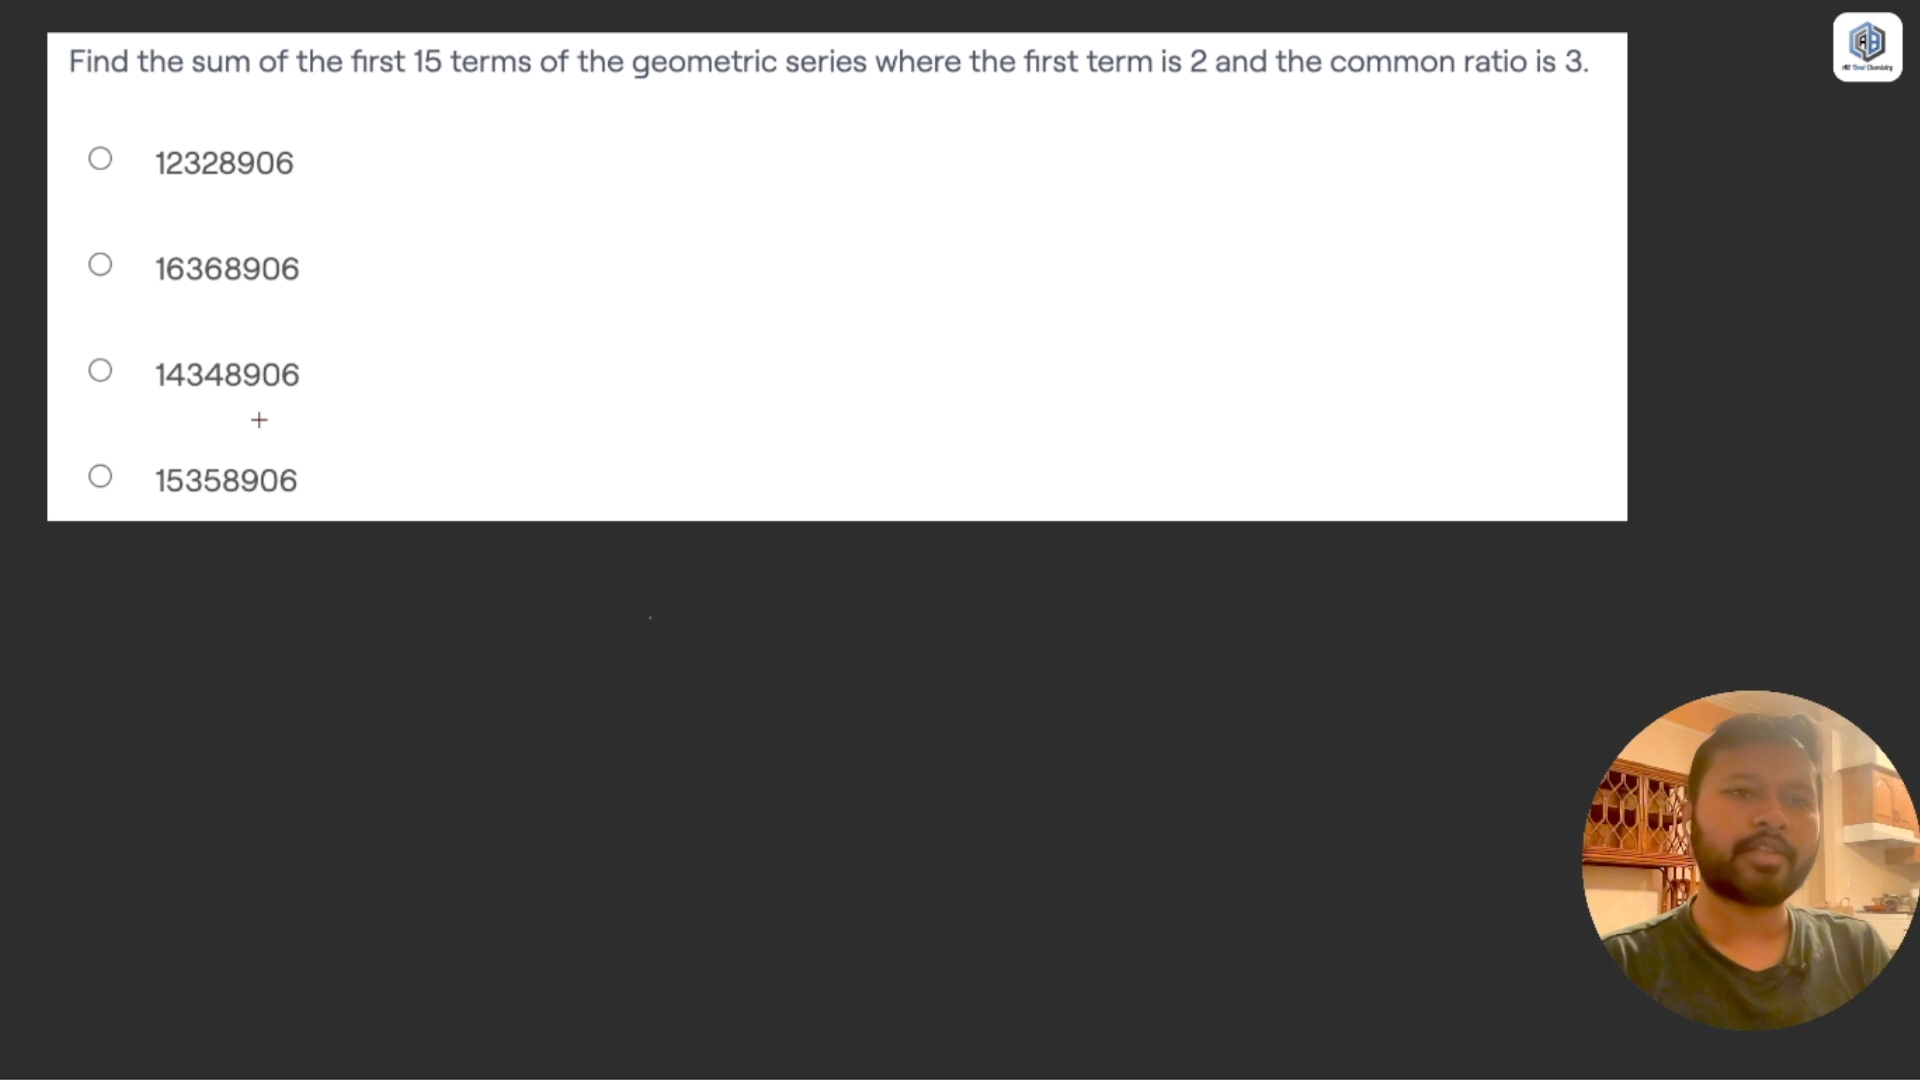 Find the sum of the first 15 terms of the geometric series where the first term is 2 and the common ratio is 3.
12328906
16368906
14348906
15358906